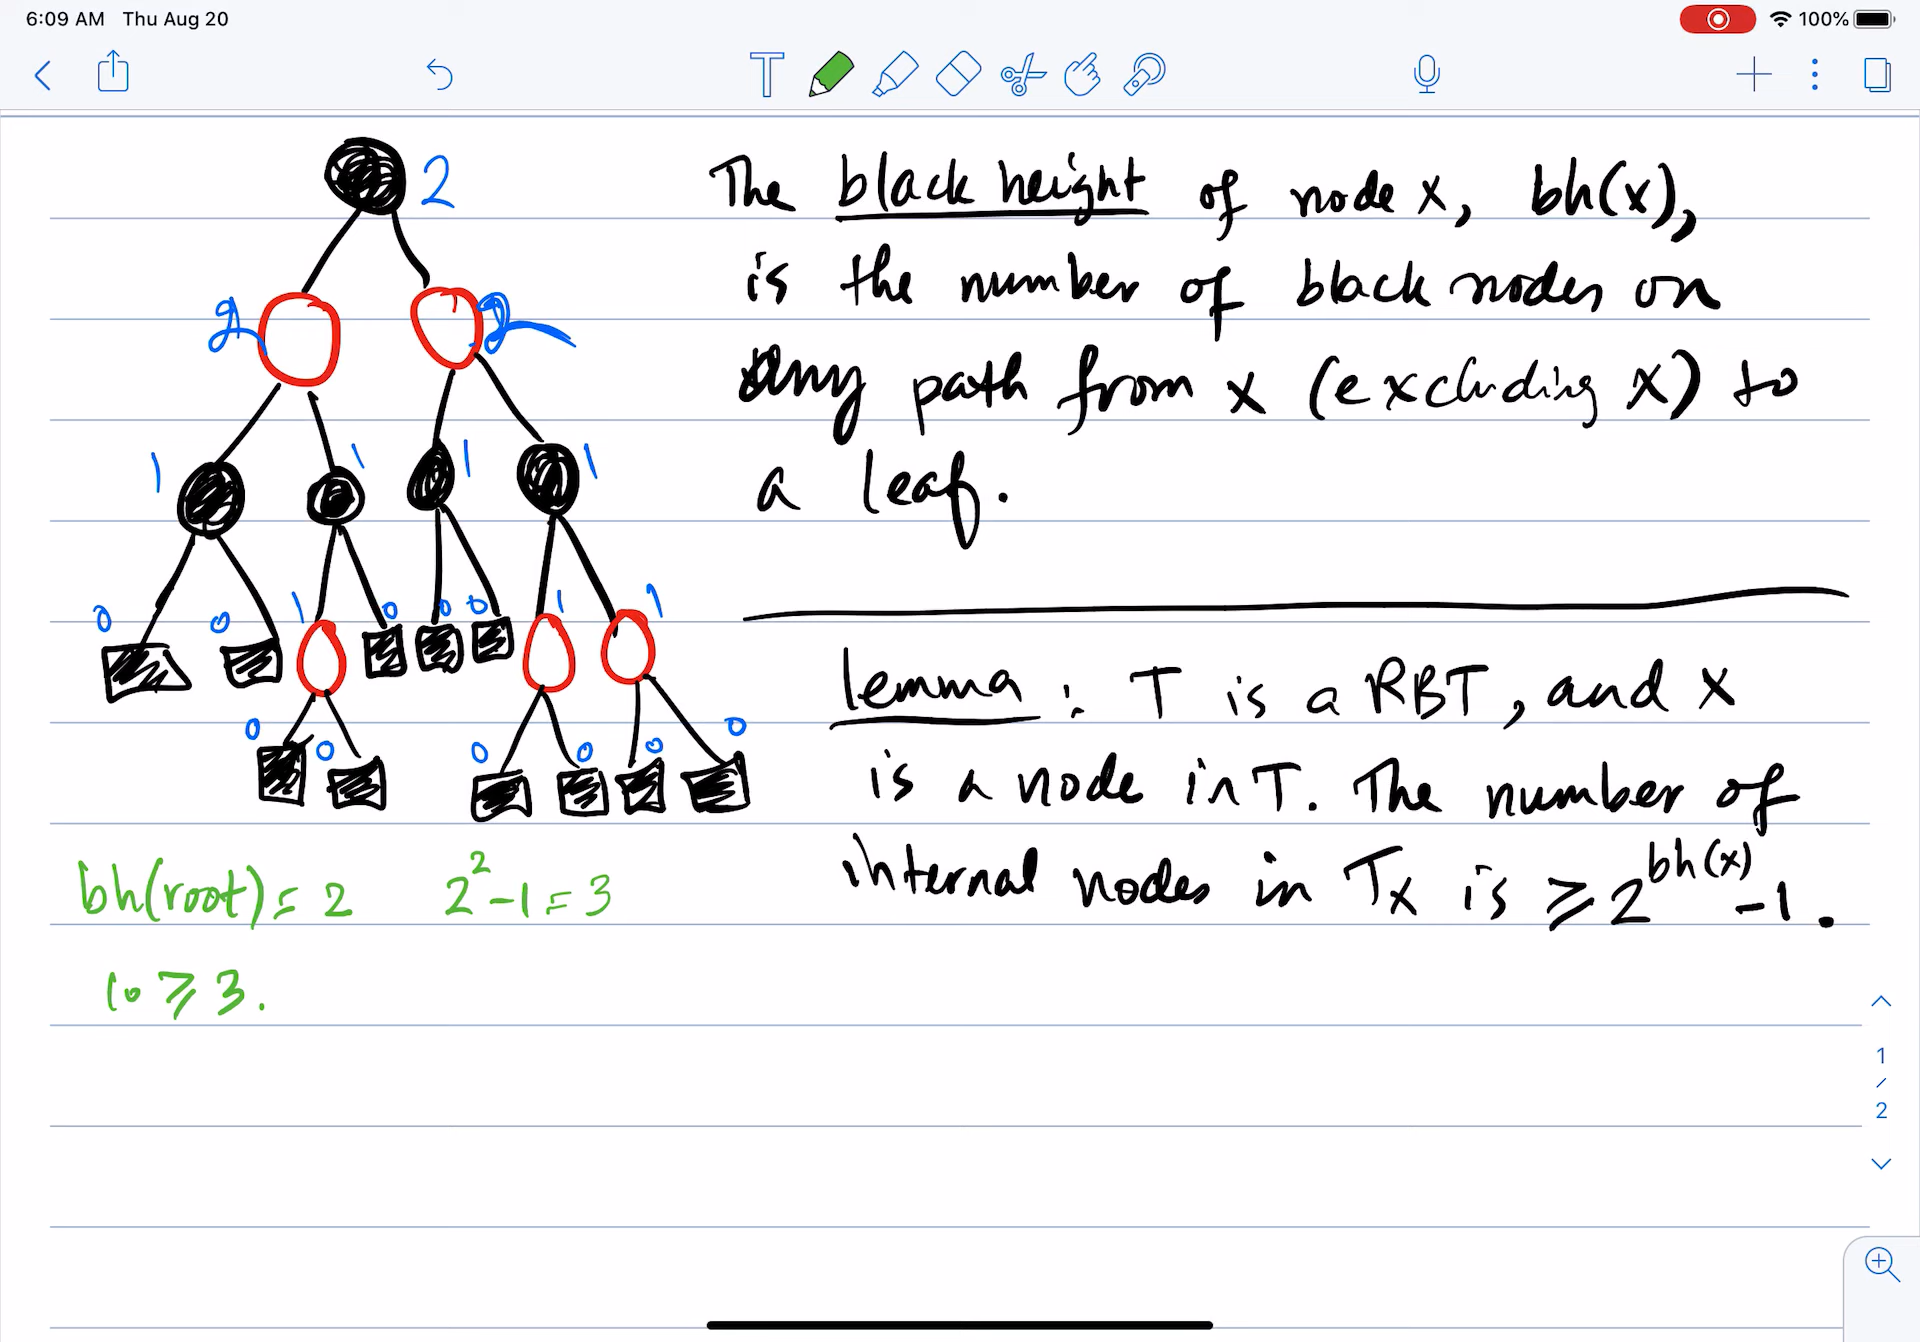 6:09 AM Thu Aug 20
100%
T
2
The black height of node x, bh(x),
is the number of black nodes on
any path from x (excluding x) to
a leaf.
2 2
1 1 1 1
0 0 1 0 0 0 1 1
0 0 0 0 0 0
lemma: T is a RBT, and x
is a node in T. The number of
internal nodes in Tx is ≥ 2^bh(x) -1.
bh(root) = 2 2^2 -1 = 3
10 ≥ 3.
1
/
2